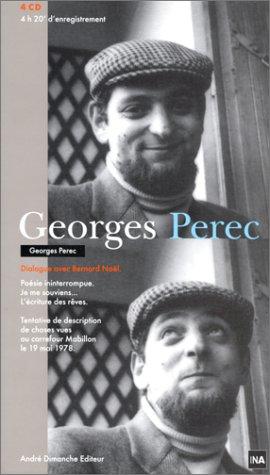 4 CD
4 h 20' d'enregistrement
Georges Perec
Georges Perec
Dialogue avec Bernard Noël.
Poésie ininterrompue.
Je me souviens...
L'écriture des rêves.
Tentative de description
de choses vues
au carrefour Mabillon
le 19 mai 1978.
André Dimanche Editeur
INA